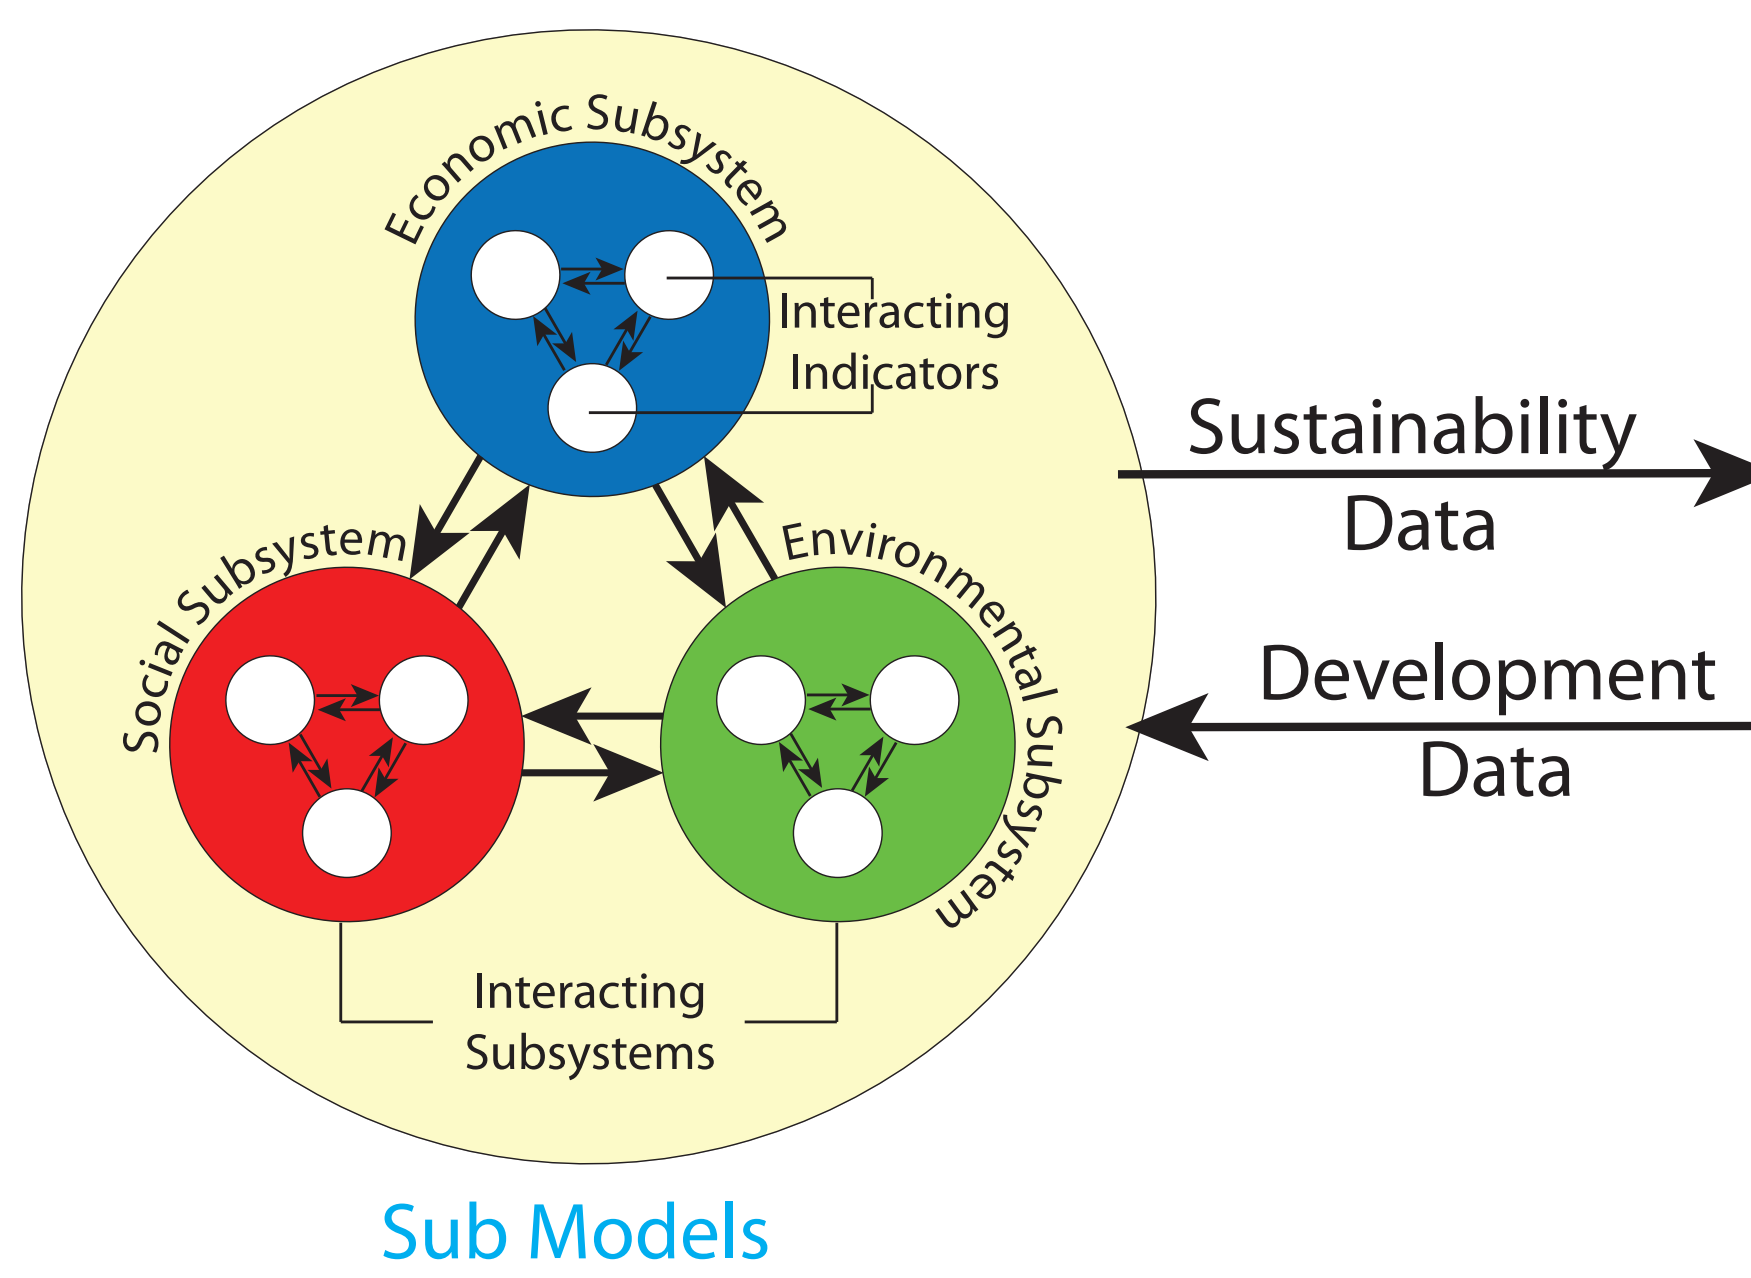 Economic Subsystem
Interacting
Indicators
Sustainability
Data
Social Subsystem
Environmental Subsystem
Development
Data
Interacting
Subsystems
Sub Models